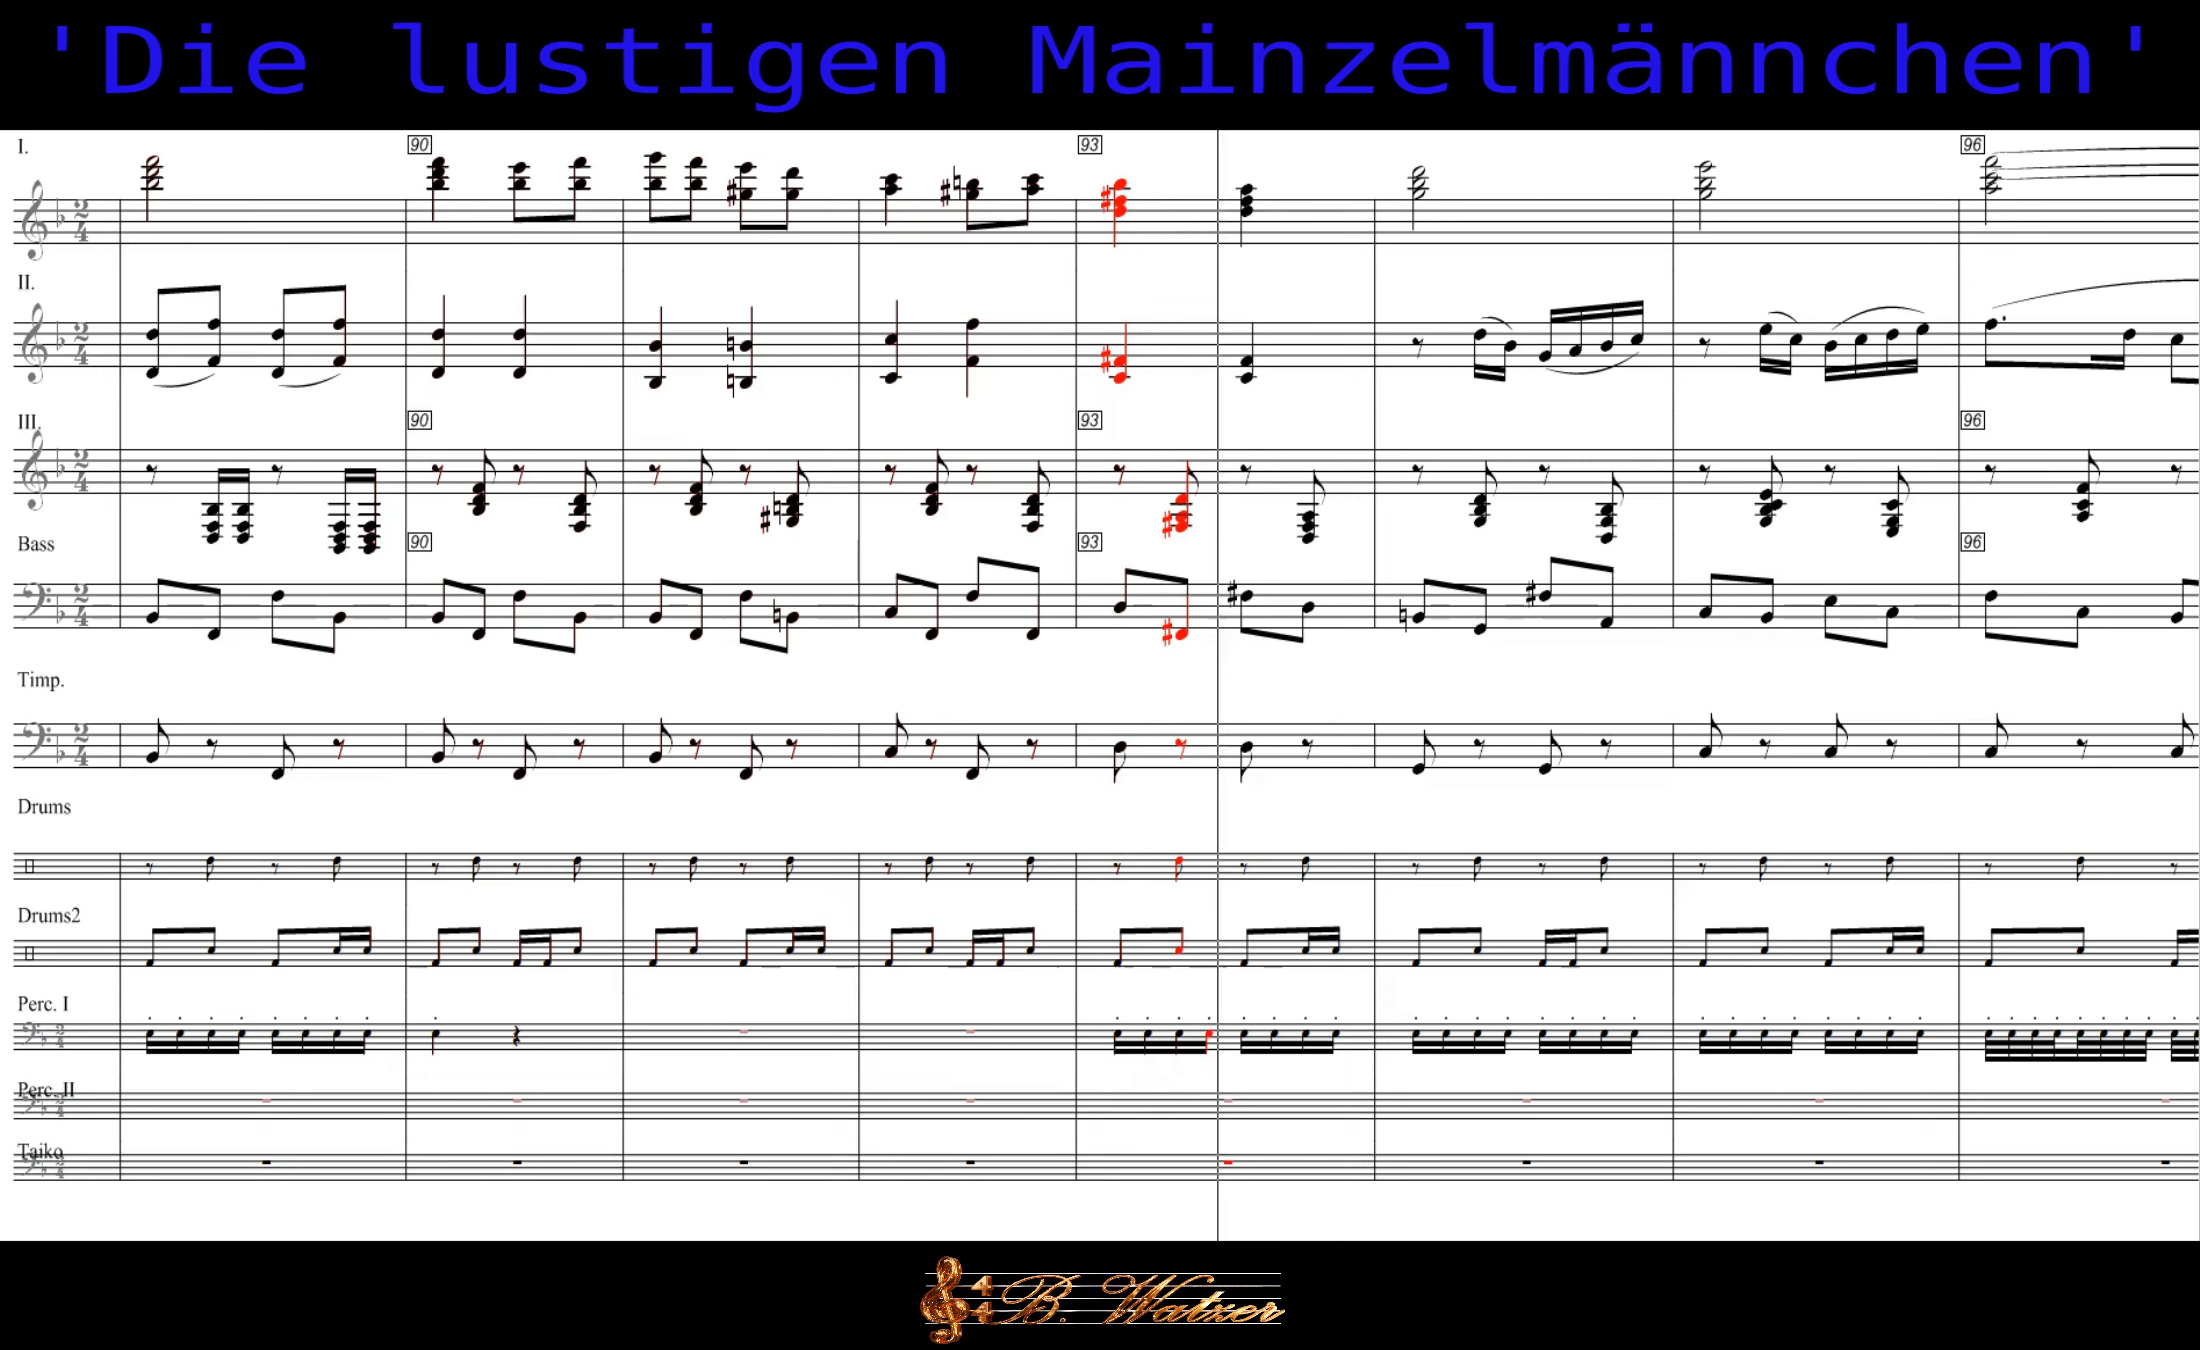 'Die lustigen Mainzelmännchen'
I.
90 93 96
II.
III.
90 93 96
Bass
90 93 96
Timp.
Drums
Drums2
Perc. I
Perc. II
Taiko
B. Watzer